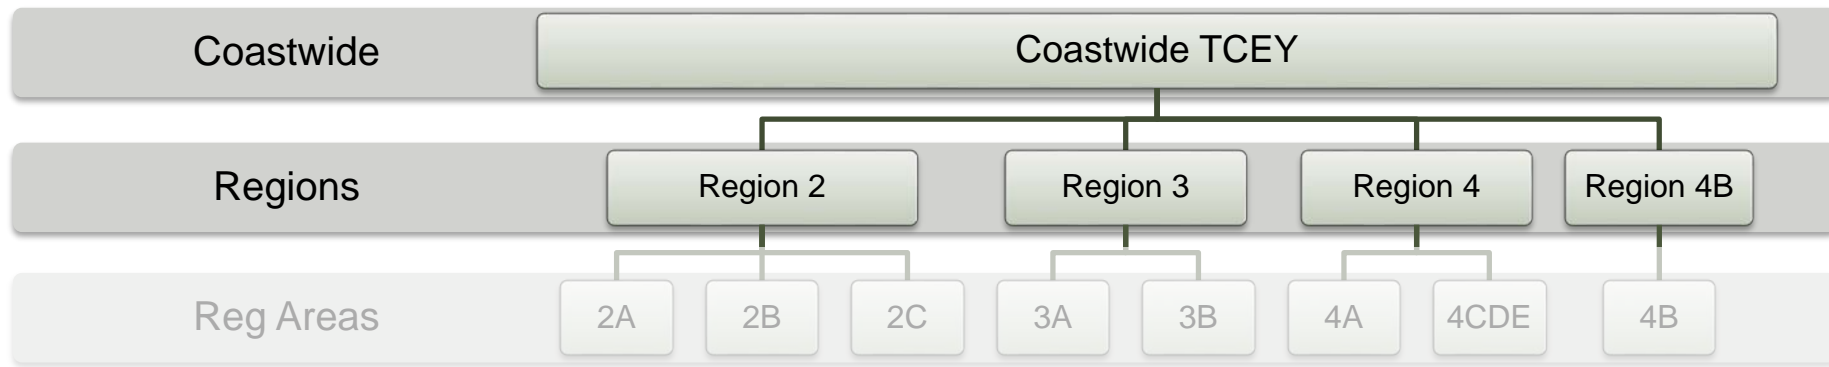 Coastwide
Coastwide TCEY
Regions
Region 2
Region 3
Region 4
Region 4B
Reg Areas
2A
2B
2C
3A
3B
4A
4CDE
4B